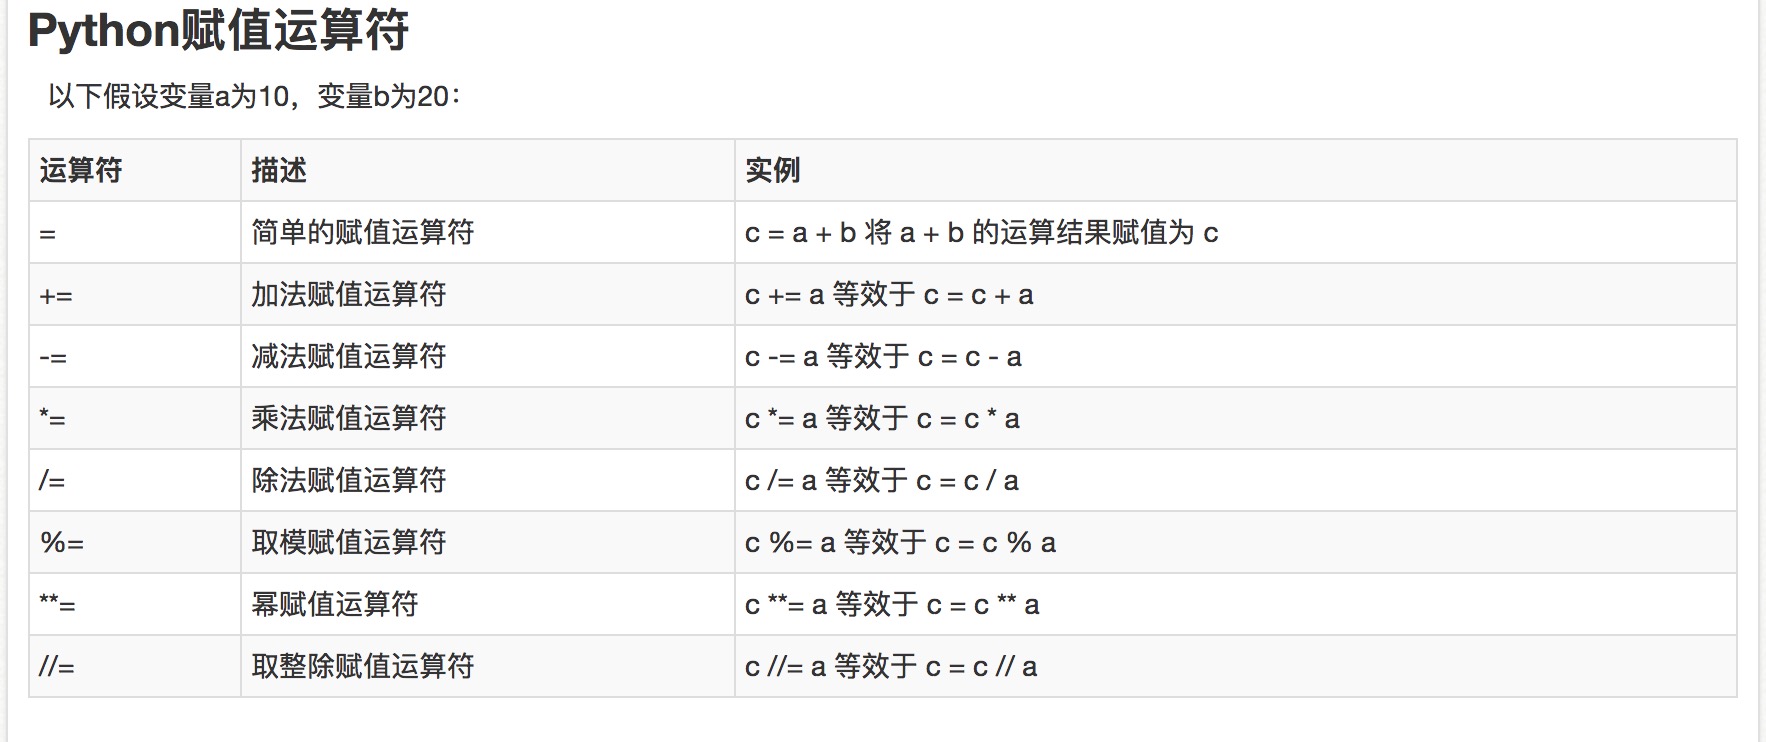 Python赋值运算符
以下假设变量a为10，变量b为20：
运算符 描述 实例
= 简单的赋值运算符 c = a + b 将 a + b 的运算结果赋值为 c
+= 加法赋值运算符 c += a 等效于 c = c + a
-= 减法赋值运算符 c -= a 等效于 c = c - a
*= 乘法赋值运算符 c *= a 等效于 c = c * a
/= 除法赋值运算符 c /= a 等效于 c = c / a
%= 取模赋值运算符 c %= a 等效于 c = c % a
**= 幂赋值运算符 c **= a 等效于 c = c ** a
//= 取整除赋值运算符 c //= a 等效于 c = c // a